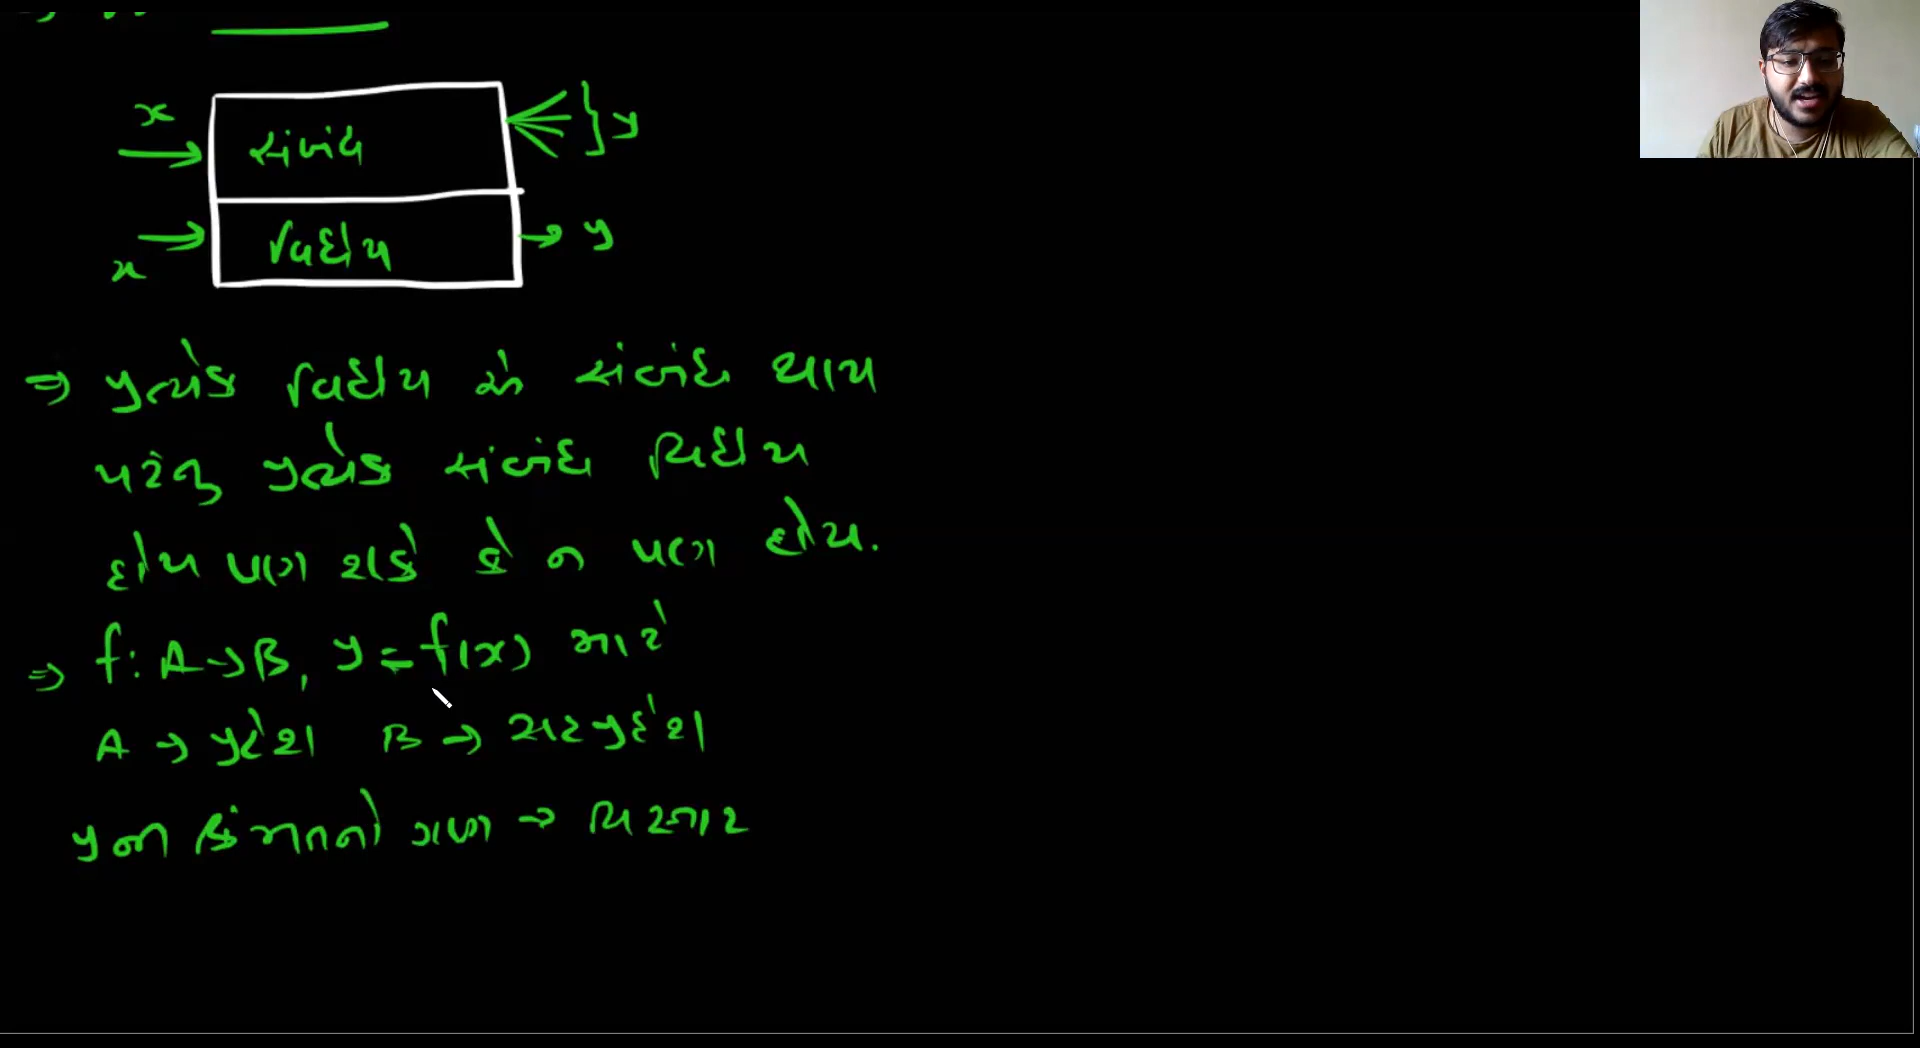 x
સંબંધ
} y
x
વિધેય
y
⇒ પ્રત્યેક વિધેય એ સંબંધ થાય
પરંતુ પ્રત્યેક સંબંધ વિધેય
હોય પણ શકે કે ન પણ હોય.
⇒ f: A→B, y = f(x) માટે
A → પ્રદેશ B → સહપ્રદેશ
કિંમતનો ગણ → વિસ્તાર